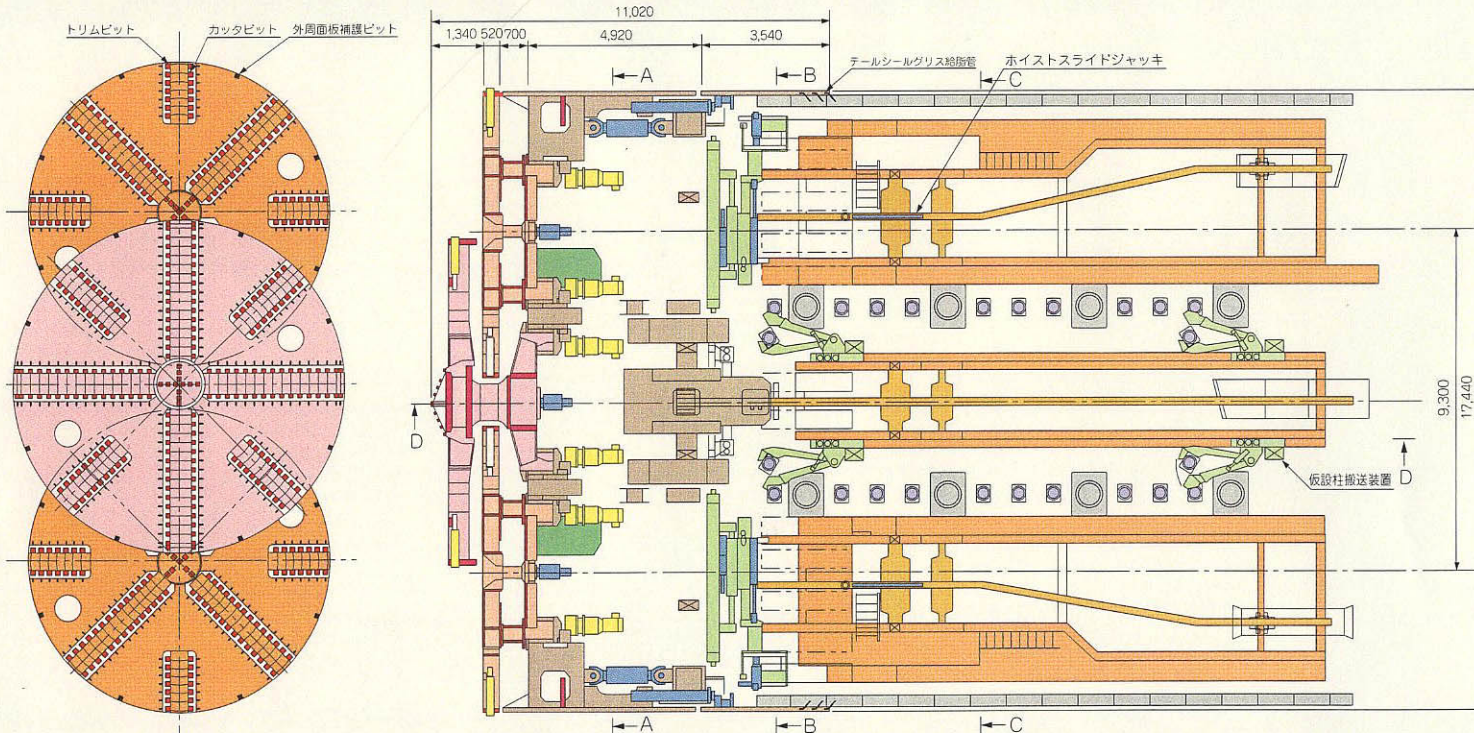 トリムビット
カッタビット
外周面板補護ビット
11,020
1,340
520
700
4,920
3,540
A
B
テールシールグリス給脂管
ホイストスライドジャッキ
C
D
9,300
17,440
仮設柱搬送装置
D
A
B
C